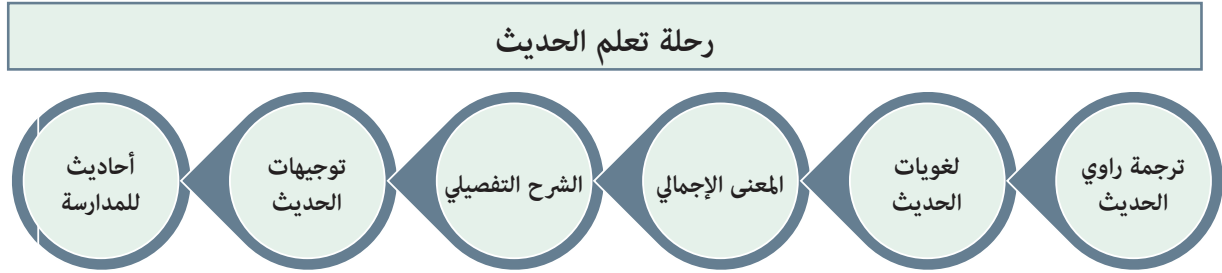 رحلة تعلم الحديث
ترجمة راوي
الحديث
لغويات
الحديث
المعنى الإجمالي
الشرح التفصيلي
توجيهات
الحديث
أحاديث
للمدارسة